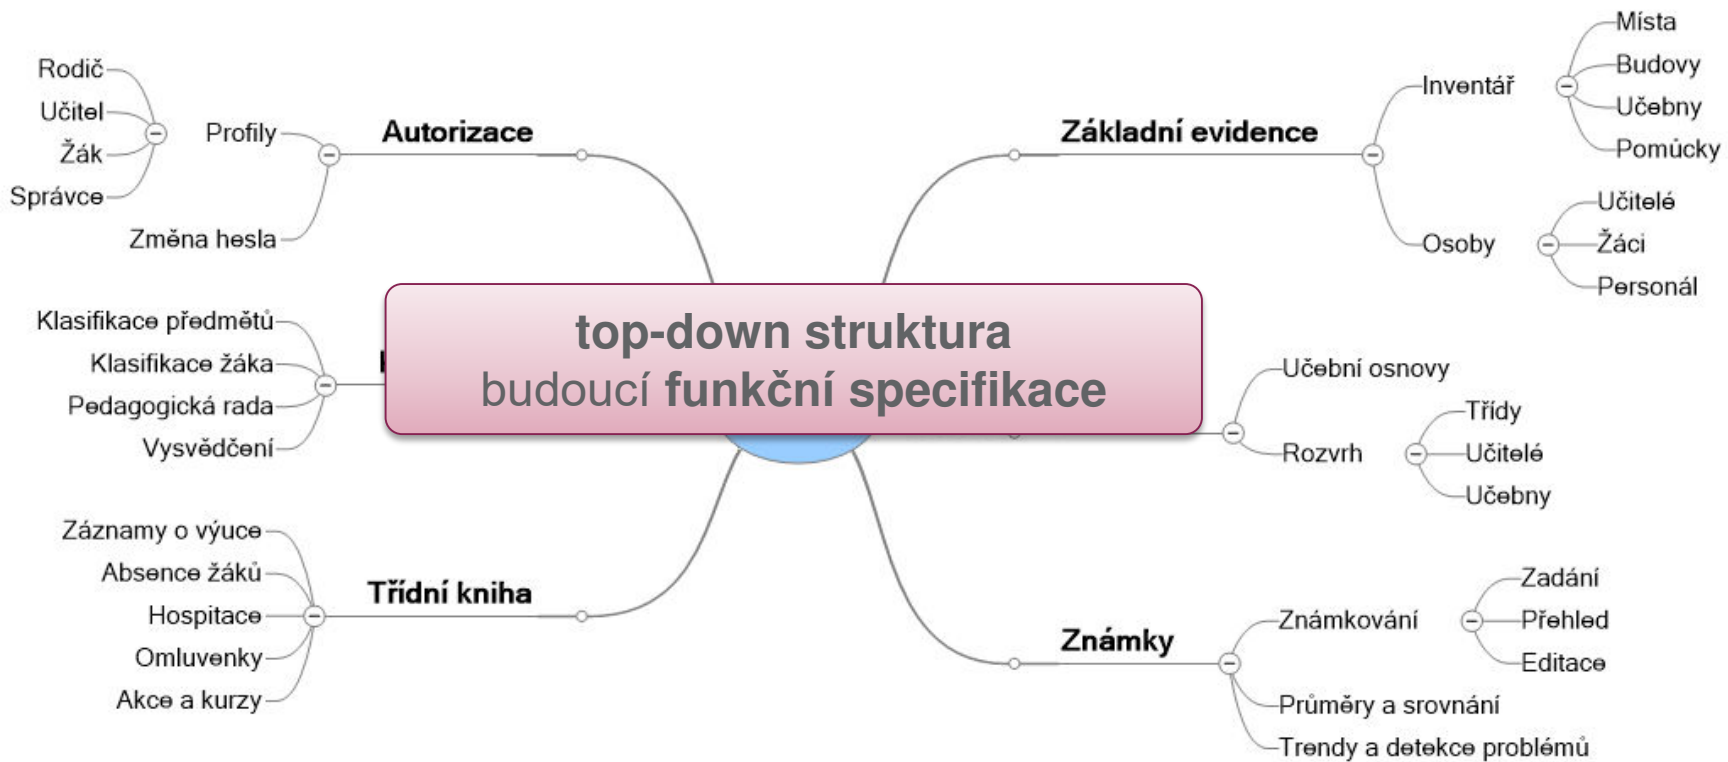 Autorizace
Profily
Rodič
Učitel
Žák
Správce
Změna hesla
Klasifikace předmětů
Klasifikace žáka
Pedagogická rada
Vysvědčení
Třídní kniha
Záznamy o výuce
Absence žáků
Hospitace
Omluvenky
Akce a kurzy
top-down struktura
budoucí funkční specifikace
Základní evidence
Inventář
Místa
Budovy
Učebny
Pomůcky
Osoby
Učitelé
Žáci
Personál
Učební osnovy
Rozvrh
Třídy
Učitelé
Učebny
Známky
Známkování
Zadání
Přehled
Editace
Průměry a srovnání
Trendy a detekce problémů